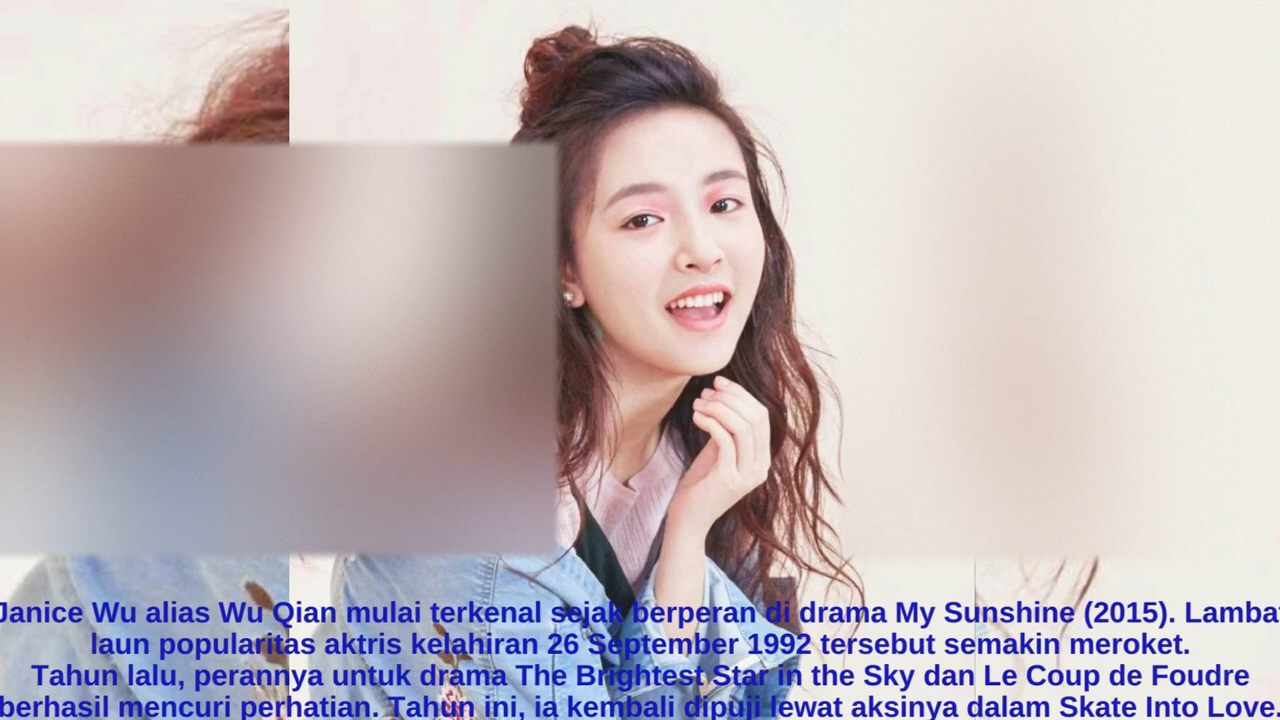 Janice Wu alias Wu Qian mulai terkenal sejak berperan di drama My Sunshine (2015). Lambat
laun popularitas aktris kelahiran 26 September 1992 tersebut semakin meroket.
Tahun lalu, perannya untuk drama The Brightest Star in the Sky dan Le Coup de Foudre
berhasil mencuri perhatian. Tahun ini, ia kembali dipuji lewat aksinya dalam Skate Into Love.